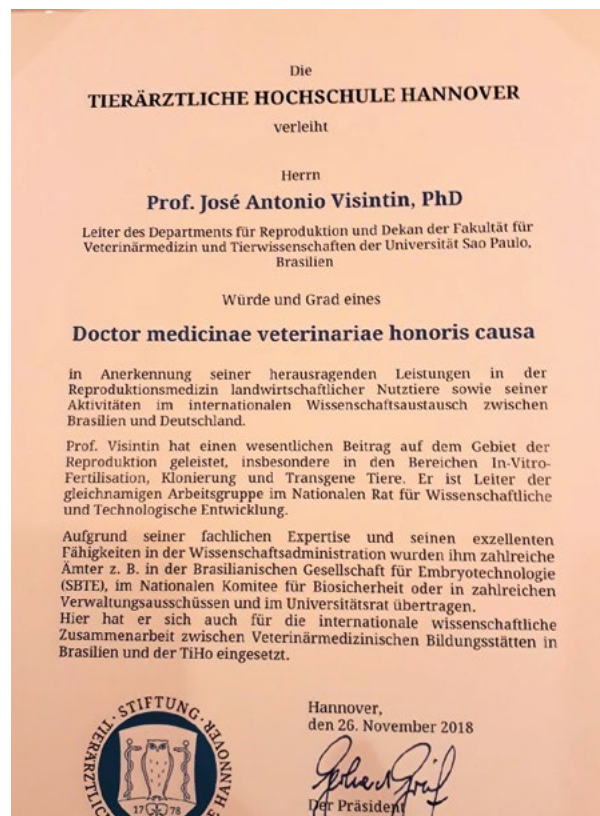 Die
TIERÄRZTLICHE HOCHSCHULE HANNOVER
verleiht
Herrn
Prof. José Antonio Visintin, PhD
Leiter des Departments für Reproduktion und Dekan der Fakultät für
Veterinärmedizin und Tierwissenschaften der Universität Sao Paulo,
Brasilien
Würde und Grad eines
Doctor medicinae veterinariae honoris causa
in Anerkennung seiner herausragenden Leistungen in der
Reproduktionsmedizin landwirtschaftlicher Nutztiere sowie seiner
Aktivitäten im internationalen Wissenschaftsaustausch zwischen
Brasilien und Deutschland.
Prof. Visintin hat einen wesentlichen Beitrag auf dem Gebiet der
Reproduktion geleistet, insbesondere in den Bereichen In-Vitro-
Fertilisation, Klonierung und Transgene Tiere. Er ist Leiter der
gleichnamigen Arbeitsgruppe im Nationalen Rat für Wissenschaftliche
und Technologische Entwicklung.
Aufgrund seiner fachlichen Expertise und seinen exzellenten
Fähigkeiten in der Wissenschaftsadministration wurden ihm zahlreiche
Ämter z. B. in der Brasilianischen Gesellschaft für Embryotechnologie
(SBTE), im Nationalen Komitee für Biosicherheit oder in zahlreichen
Verwaltungsausschüssen und im Universitätsrat übertragen.
Hier hat er sich auch für die internationale wissenschaftliche
Zusammenarbeit zwischen Veterinärmedizinischen Bildungsstätten in
Brasilien und der TiHo eingesetzt.
Hannover,
den 26. November 2018
Der Präsident
STIFTUNG · TIERÄRZTLIC E HANNOVER
17 78